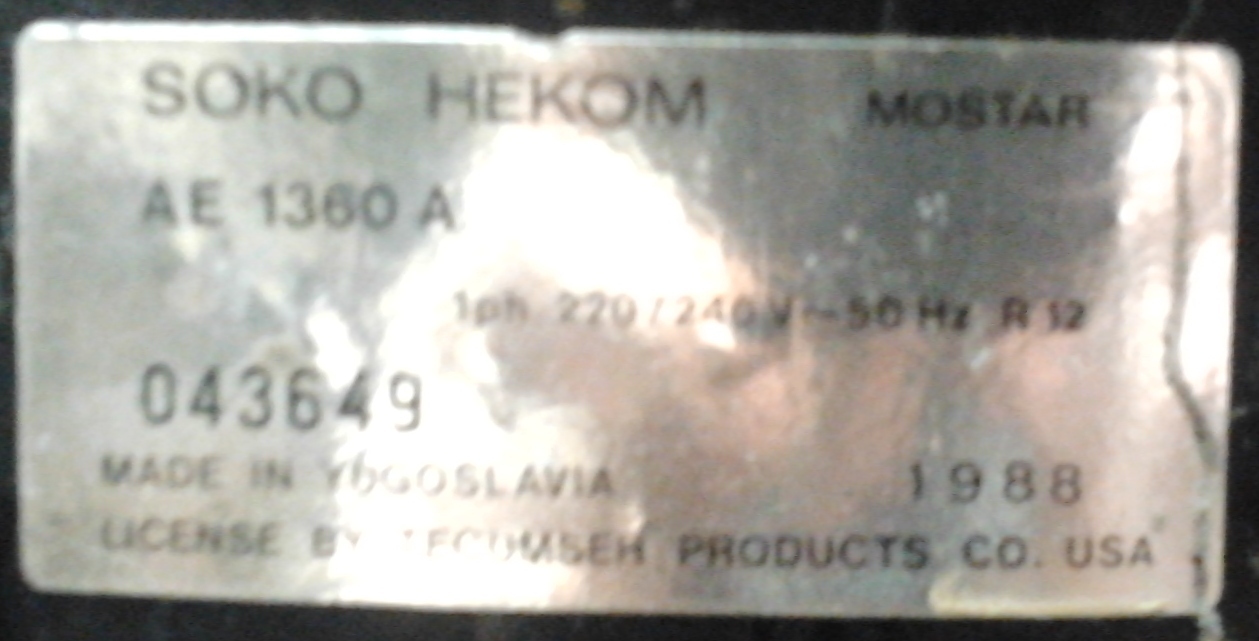 SOKO HEKOM MOSTAR
AE 1360 A
1ph 220/240 V~50 Hz R 12
043649
MADE IN YUGOSLAVIA 1988
LICENSE BY TECUMSEH PRODUCTS CO. USA